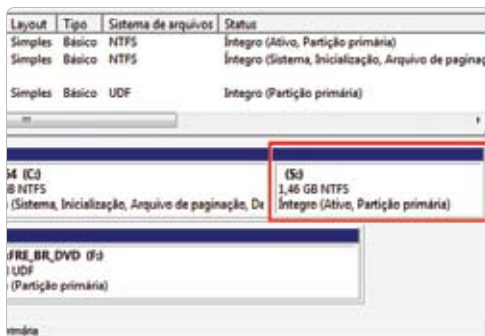 Layout Tipo Sistema de arquivos Status
Simples Básico NTFS Íntegro (Ativo, Partição primária)
Simples Básico NTFS Íntegro (Sistema, Inicialização, Arquivo de paginaç
Simples Básico UDF Íntegro (Partição primária)
64 (C:)
B NTFS
(Sistema, Inicialização, Arquivo de paginação, De
(S:)
1,46 GB NTFS
Íntegro (Ativo, Partição primária)
FRE_BR_DVD (F:)
UDF
(Partição primária)